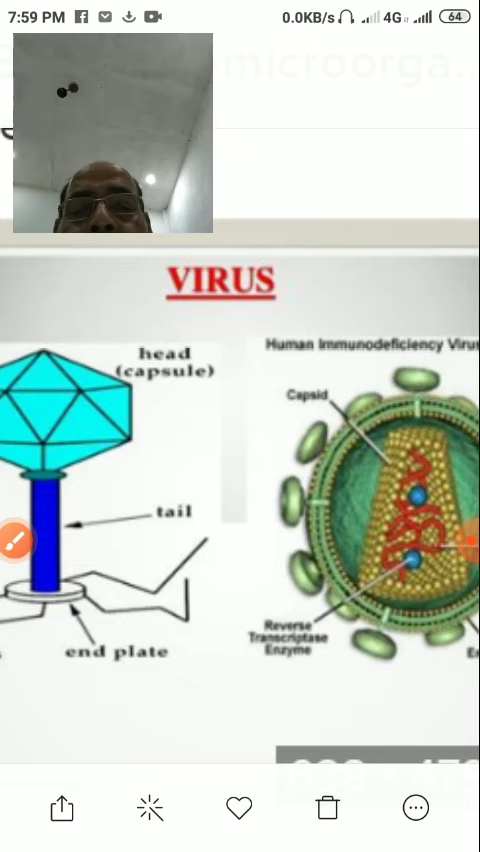 7:59 PM 0.0KB/s 4G 64
microorga..
VIRUS
head
(capsule)
tail
end plate
Human Immunodeficiency Virus
Capsid
Reverse
Transcriptase
Enzyme